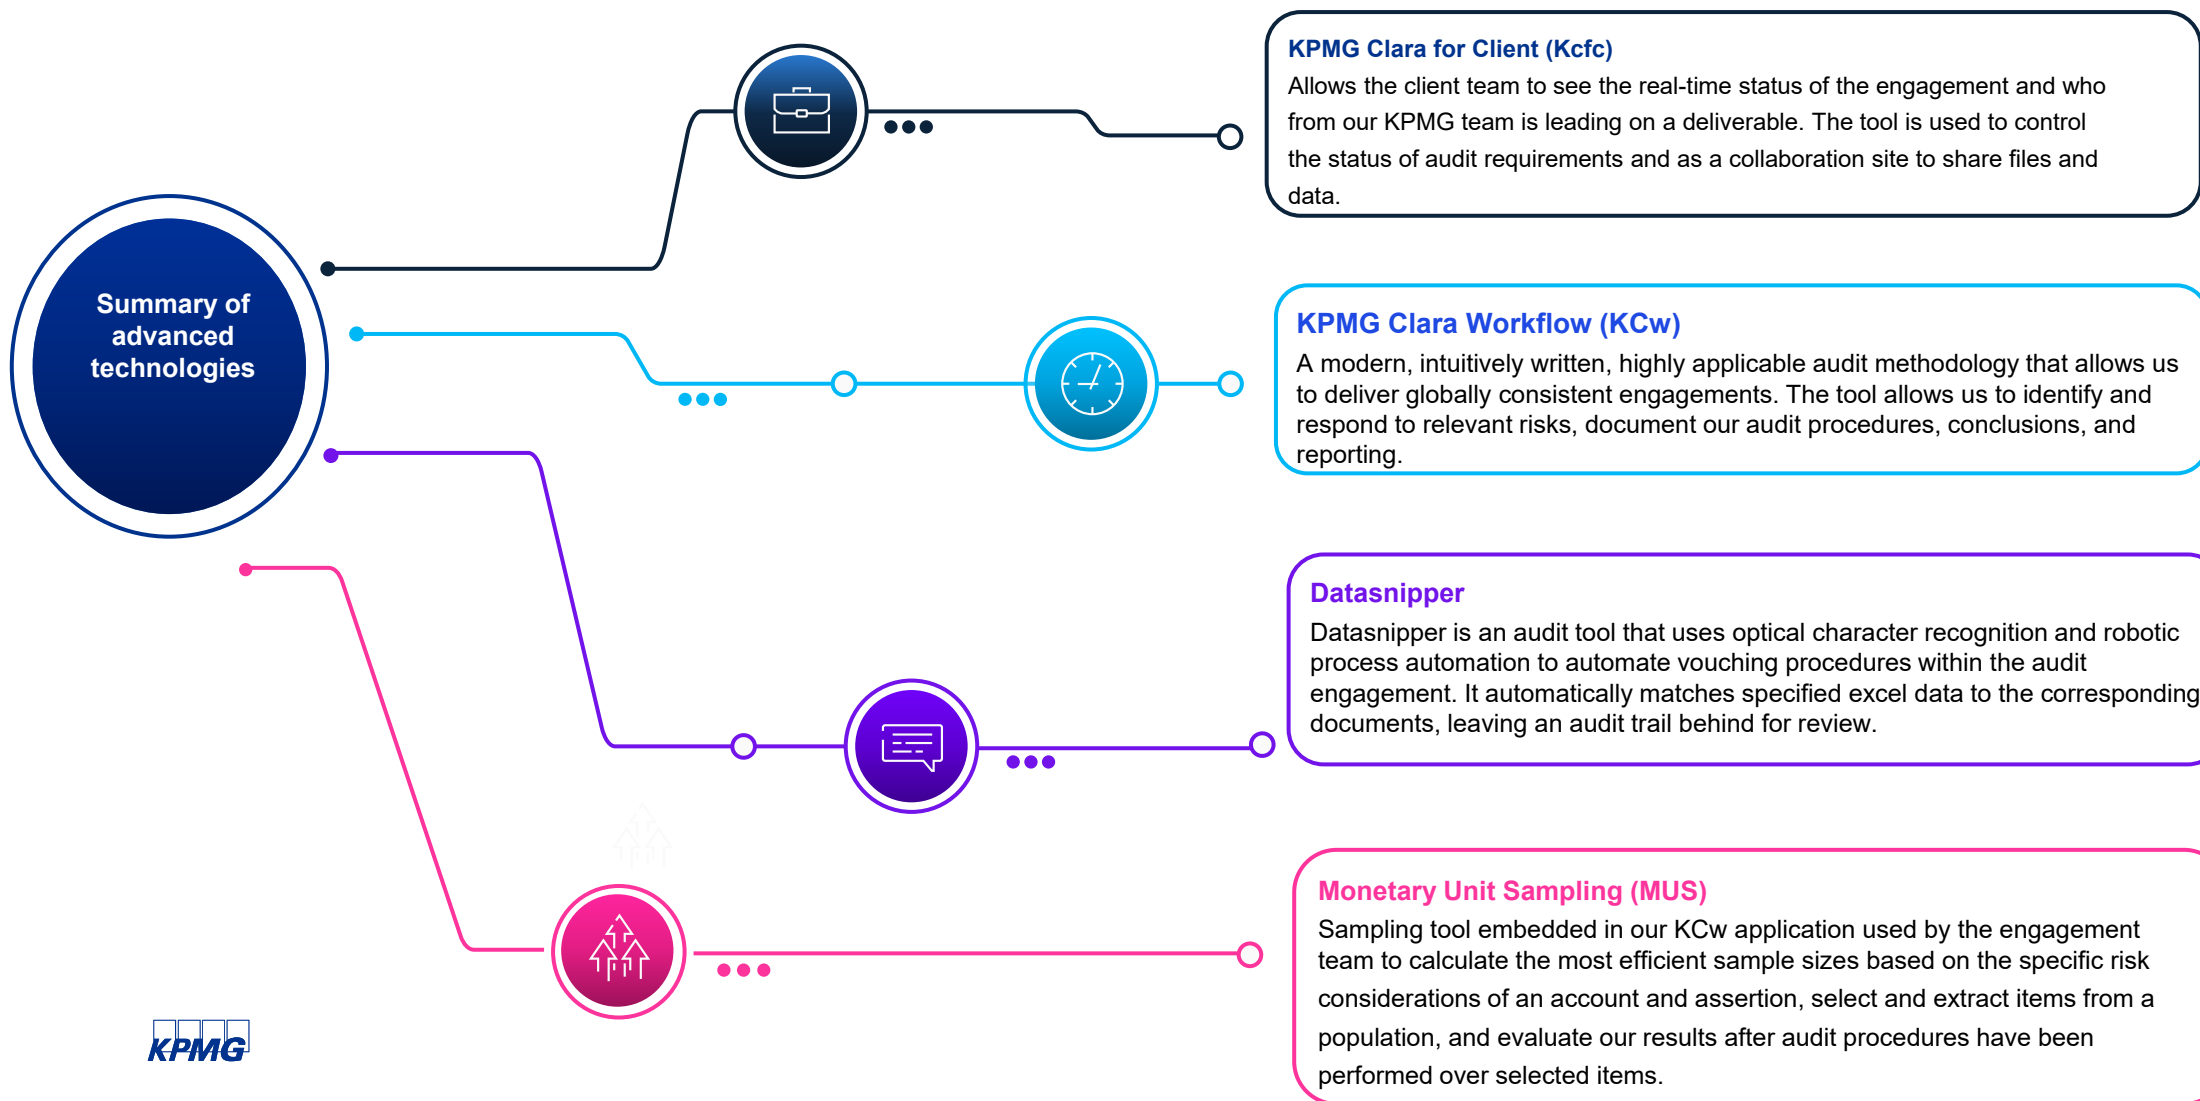 Summary of
advanced
technologies
KPMG Clara for Client (Kcfc)
Allows the client team to see the real-time status of the engagement and who
from our KPMG team is leading on a deliverable. The tool is used to control
the status of audit requirements and as a collaboration site to share files and
data.
KPMG Clara Workflow (KCw)
A modern, intuitively written, highly applicable audit methodology that allows us
to deliver globally consistent engagements. The tool allows us to identify and
respond to relevant risks, document our audit procedures, conclusions, and
reporting.
Datasnipper
Datasnipper is an audit tool that uses optical character recognition and robotic
process automation to automate vouching procedures within the audit
engagement. It automatically matches specified excel data to the corresponding
documents, leaving an audit trail behind for review.
Monetary Unit Sampling (MUS)
Sampling tool embedded in our KCw application used by the engagement
team to calculate the most efficient sample sizes based on the specific risk
considerations of an account and assertion, select and extract items from a
population, and evaluate our results after audit procedures have been
performed over selected items.
KPMG